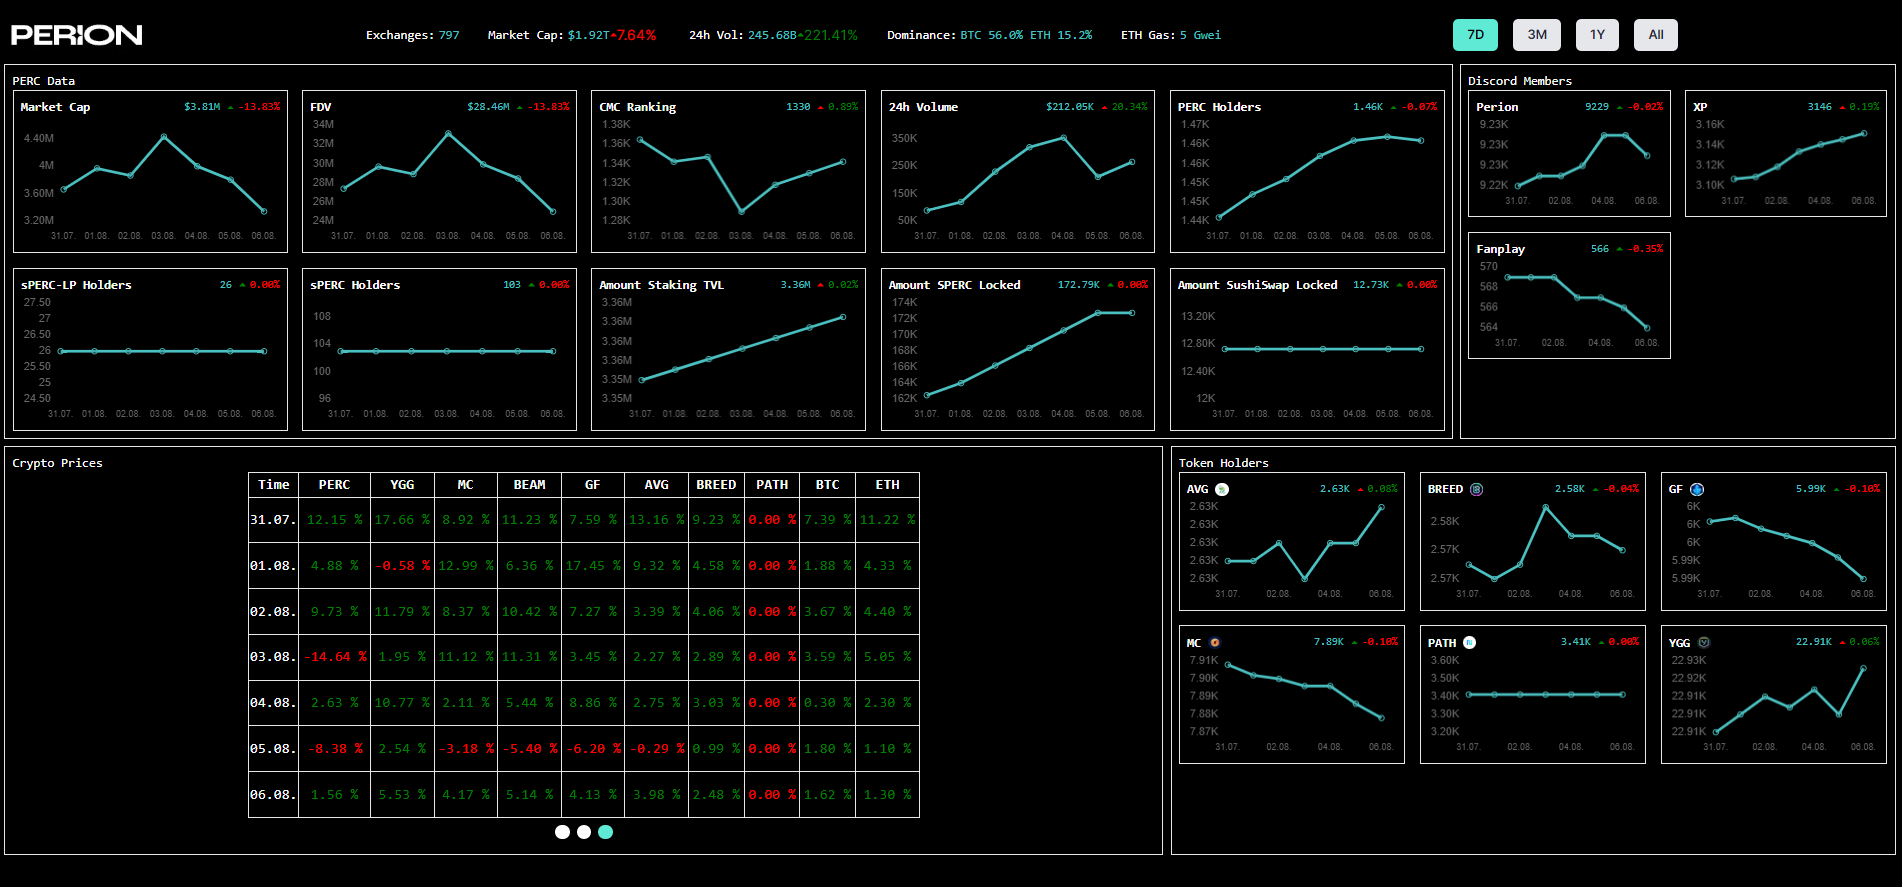 PERION
Exchanges: 797 Market Cap: $1.92T 7.64% 24h Vol: 245.68B 221.41% Dominance: BTC 56.0% ETH 15.2% ETH Gas: 5 Gwei
7D 3M 1Y All
PERC Data
Market Cap $3.81M -13.83%
4.40M
4M
3.60M
3.20M
31.07. 01.08. 02.08. 03.08. 04.08. 05.08. 06.08.
FDV $28.46M -13.83%
34M
32M
30M
28M
26M
24M
31.07. 01.08. 02.08. 03.08. 04.08. 05.08. 06.08.
CMC Ranking 1330 0.89%
1.38K
1.36K
1.34K
1.32K
1.30K
1.28K
31.07. 01.08. 02.08. 03.08. 04.08. 05.08. 06.08.
24h Volume $212.05K 20.34%
350K
250K
150K
50K
31.07. 01.08. 02.08. 03.08. 04.08. 05.08. 06.08.
PERC Holders 1.46K -0.07%
1.47K
1.46K
1.46K
1.45K
1.45K
1.44K
31.07. 01.08. 02.08. 03.08. 04.08. 05.08. 06.08.
sPERC-LP Holders 26 0.00%
27.50
27
26.50
26
25.50
25
24.50
31.07. 01.08. 02.08. 03.08. 04.08. 05.08. 06.08.
sPERC Holders 103 0.00%
108
104
100
96
31.07. 01.08. 02.08. 03.08. 04.08. 05.08. 06.08.
Amount Staking TVL 3.36M 0.02%
3.36M
3.36M
3.36M
3.36M
3.35M
3.35M
31.07. 01.08. 02.08. 03.08. 04.08. 05.08. 06.08.
Amount SPERC Locked 172.79K 0.00%
174K
172K
170K
168K
166K
164K
162K
31.07. 01.08. 02.08. 03.08. 04.08. 05.08. 06.08.
Amount SushiSwap Locked 12.73K 0.00%
13.20K
12.80K
12.40K
12K
31.07. 01.08. 02.08. 03.08. 04.08. 05.08. 06.08.
Discord Members
Perion 9229 -0.02%
9.23K
9.23K
9.23K
9.22K
31.07. 02.08. 04.08. 06.08.
XP 3146 0.19%
3.16K
3.14K
3.12K
3.10K
31.07. 02.08. 04.08. 06.08.
Fanplay 566 -0.35%
570
568
566
564
31.07. 02.08. 04.08. 06.08.
Crypto Prices
Time PERC YGG MC BEAM GF AVG BREED PATH BTC ETH
31.07. 12.15 % 17.66 % 8.92 % 11.23 % 7.59 % 13.16 % 9.23 % 0.00 % 7.39 % 11.22 %
01.08. 4.88 % -0.58 % 12.99 % 6.36 % 17.45 % 9.32 % 4.58 % 0.00 % 1.88 % 4.33 %
02.08. 9.73 % 11.79 % 8.37 % 10.42 % 7.27 % 3.39 % 4.06 % 0.00 % 3.67 % 4.40 %
03.08. -14.64 % 1.95 % 11.12 % 11.31 % 3.45 % 2.27 % 2.89 % 0.00 % 3.59 % 5.05 %
04.08. 2.63 % 10.77 % 2.11 % 5.44 % 8.86 % 2.75 % 3.03 % 0.00 % 0.30 % 2.30 %
05.08. -8.38 % 2.54 % -3.18 % -5.40 % -6.20 % -0.29 % 0.99 % 0.00 % 1.80 % 1.10 %
06.08. 1.56 % 5.53 % 4.17 % 5.14 % 4.13 % 3.98 % 2.48 % 0.00 % 1.62 % 1.30 %
Token Holders
AVG 2.63K 0.08%
2.63K
2.63K
2.63K
2.63K
2.63K
31.07. 02.08. 04.08. 06.08.
BREED 2.58K -0.04%
2.58K
2.57K
2.57K
31.07. 02.08. 04.08. 06.08.
GF 5.99K -0.10%
6K
6K
6K
5.99K
5.99K
31.07. 02.08. 04.08. 06.08.
MC 7.89K -0.10%
7.91K
7.90K
7.89K
7.88K
7.87K
31.07. 02.08. 04.08. 06.08.
PATH 3.41K 0.00%
3.60K
3.50K
3.40K
3.30K
3.20K
31.07. 02.08. 04.08. 06.08.
YGG 22.91K 0.06%
22.93K
22.92K
22.91K
22.91K
22.91K
31.07. 02.08. 04.08. 06.08.